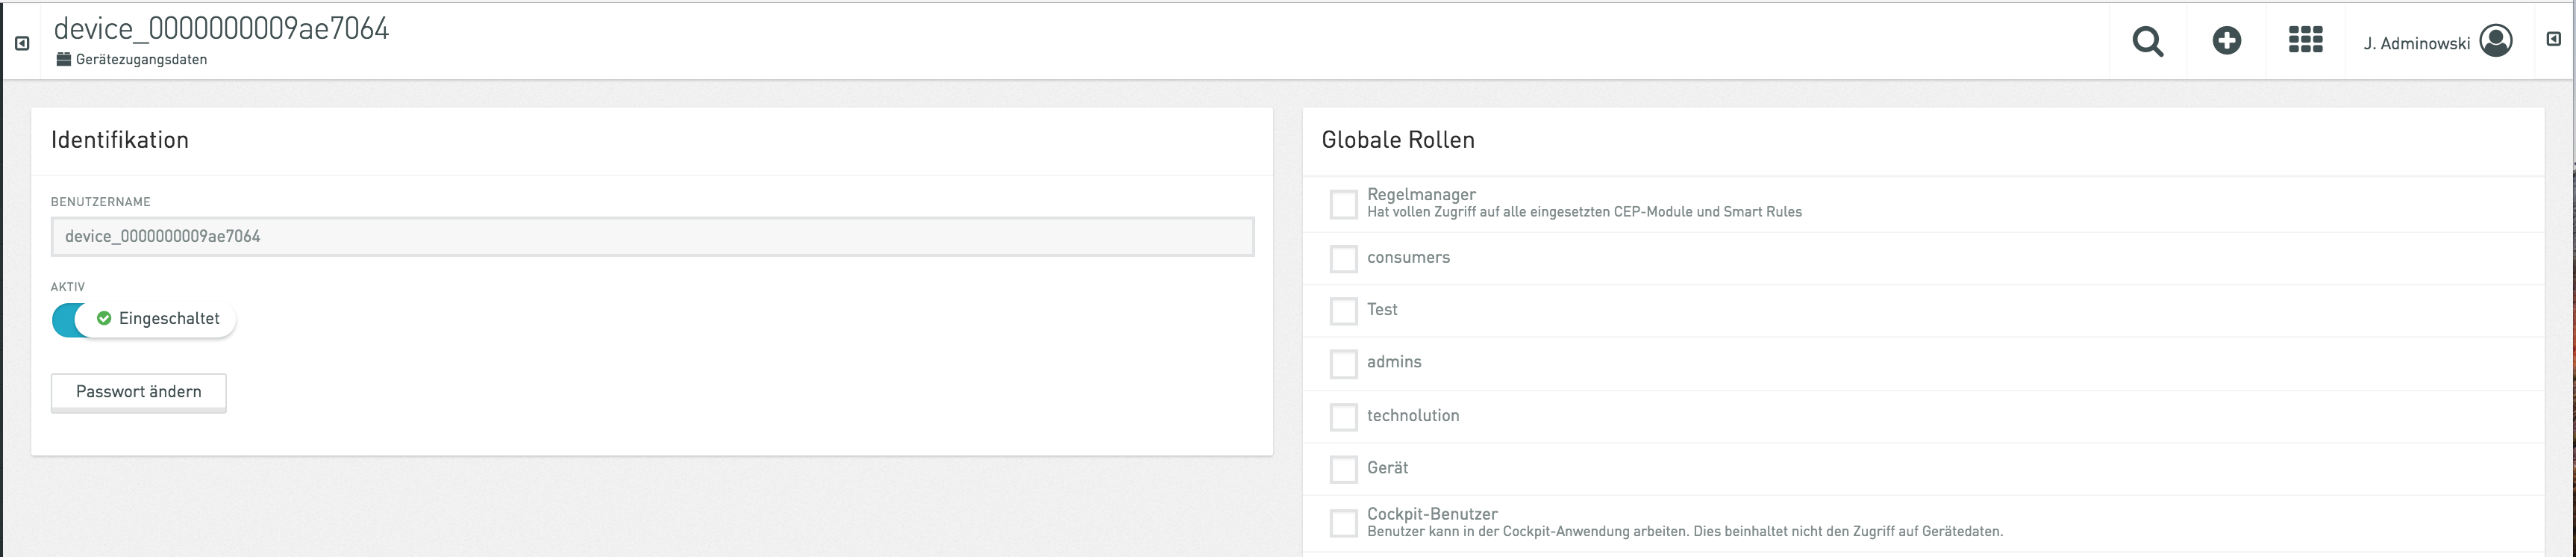 device_0000000009ae7064
Gerätezugangsdaten
J. Adminowski
Identifikation
BENUTZERNAME
device_0000000009ae7064
AKTIV
Eingeschaltet
Passwort ändern
Globale Rollen
Regelmanager
Hat vollen Zugriff auf alle eingesetzten CEP-Module und Smart Rules
consumers
Test
admins
technolution
Gerät
Cockpit-Benutzer
Benutzer kann in der Cockpit-Anwendung arbeiten. Dies beinhaltet nicht den Zugriff auf Gerätedaten.